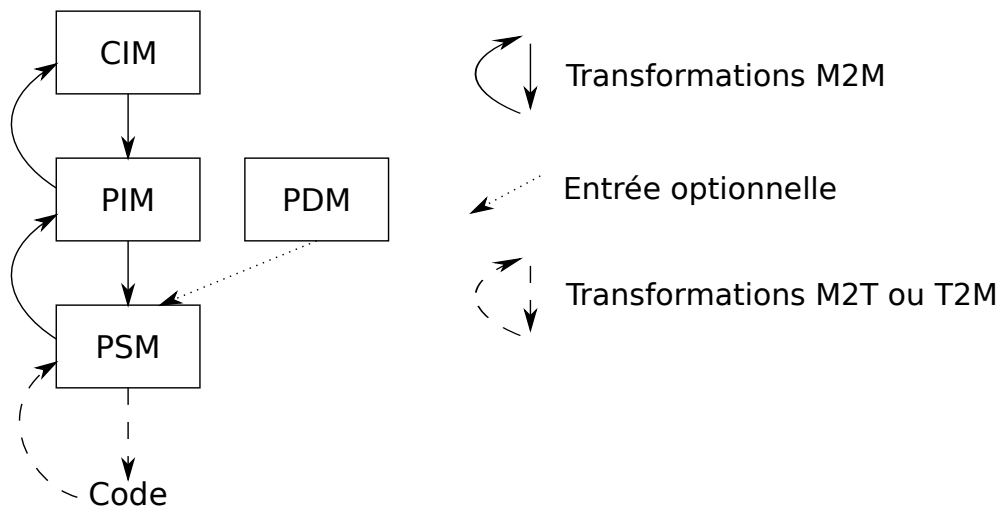 CIM
Transformations M2M
PIM
PDM
Entrée optionnelle
Transformations M2T ou T2M
PSM
Code